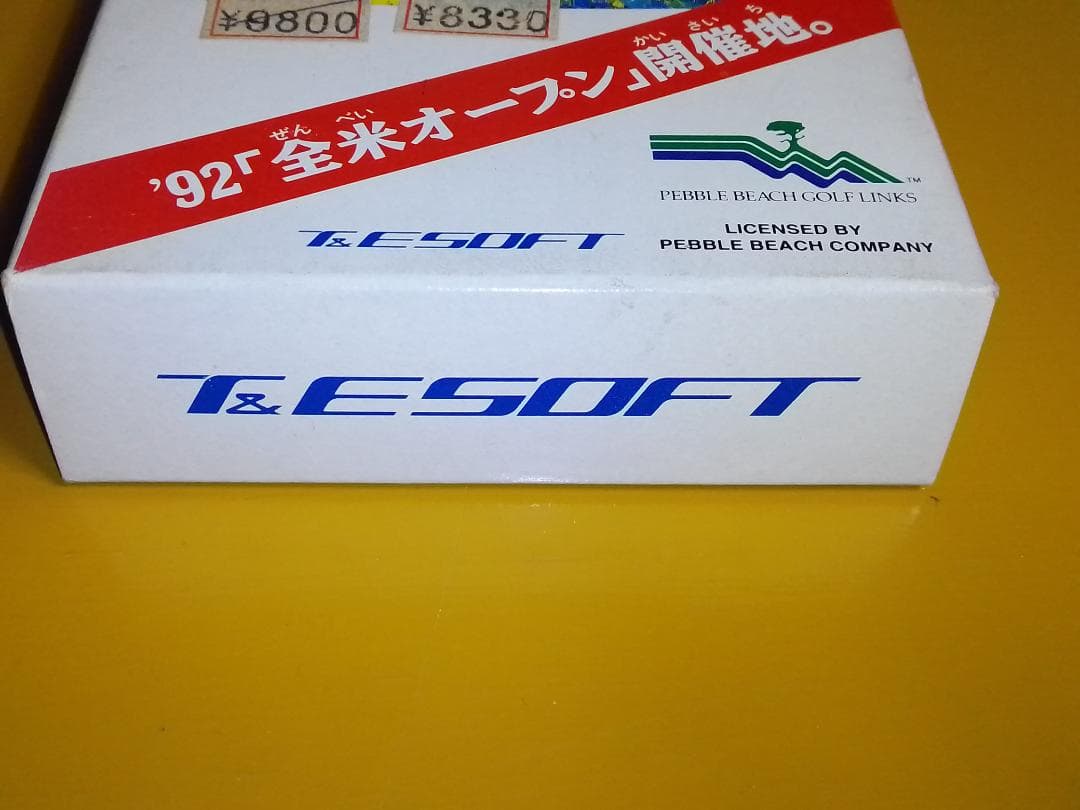 ¥9800
¥8330
'92「全米オープン」開催地。
ぜん べい
かい さい ち
PEBBLE BEACH GOLF LINKS
TM
T&E SOFT
LICENSED BY
PEBBLE BEACH COMPANY
T&E SOFT